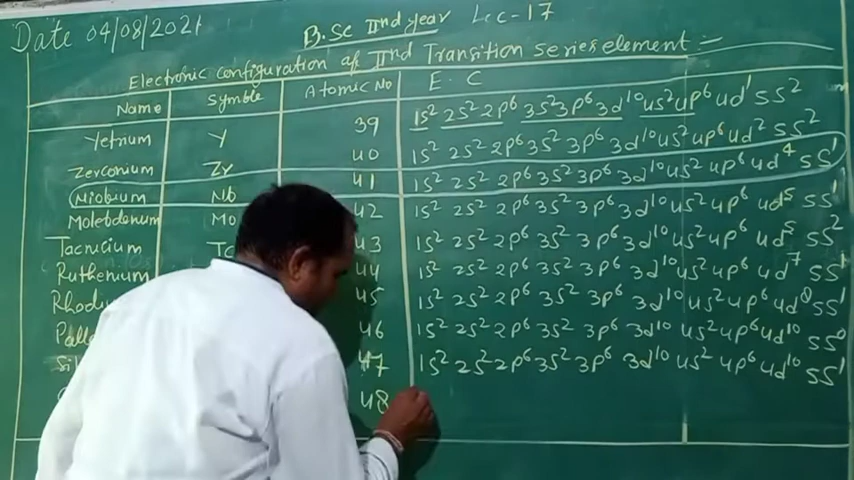 Date 04/08/2021 B.Sc IInd year Lec-17
Electronic configuration of IInd Transition series element :-
Name Symble Atomic No E.C
Yetrium Y 39 1s² 2s² 2p⁶ 3s² 3p⁶ 3d¹⁰ 4s² 4p⁶ 4d¹ 5s²
Zerconium Zr 40 1s² 2s² 2p⁶ 3s² 3p⁶ 3d¹⁰ 4s² 4p⁶ 4d² 5s²
Niobium Nb 41 1s² 2s² 2p⁶ 3s² 3p⁶ 3d¹⁰ 4s² 4p⁶ 4d⁴ 5s¹
Molebdenum Mo 42 1s² 2s² 2p⁶ 3s² 3p⁶ 3d¹⁰ 4s² 4p⁶ 4d⁵ 5s¹
Tacnicium 43 1s² 2s² 2p⁶ 3s² 3p⁶ 3d¹⁰ 4s² 4p⁶ 4d⁵ 5s²
Ruthenum 44 1s² 2s² 2p⁶ 3s² 3p⁶ 3d¹⁰ 4s² 4p⁶ 4d⁷ 5s¹
45 1s² 2s² 2p⁶ 3s² 3p⁶ 3d¹⁰ 4s² 4p⁶ 4d⁸ 5s¹
46 1s² 2s² 2p⁶ 3s² 3p⁶ 3d¹⁰ 4s² 4p⁶ 4d¹⁰ 5s⁰
47 1s² 2s² 2p⁶ 3s² 3p⁶ 3d¹⁰ 4s² 4p⁶ 4d¹⁰ 5s¹
48